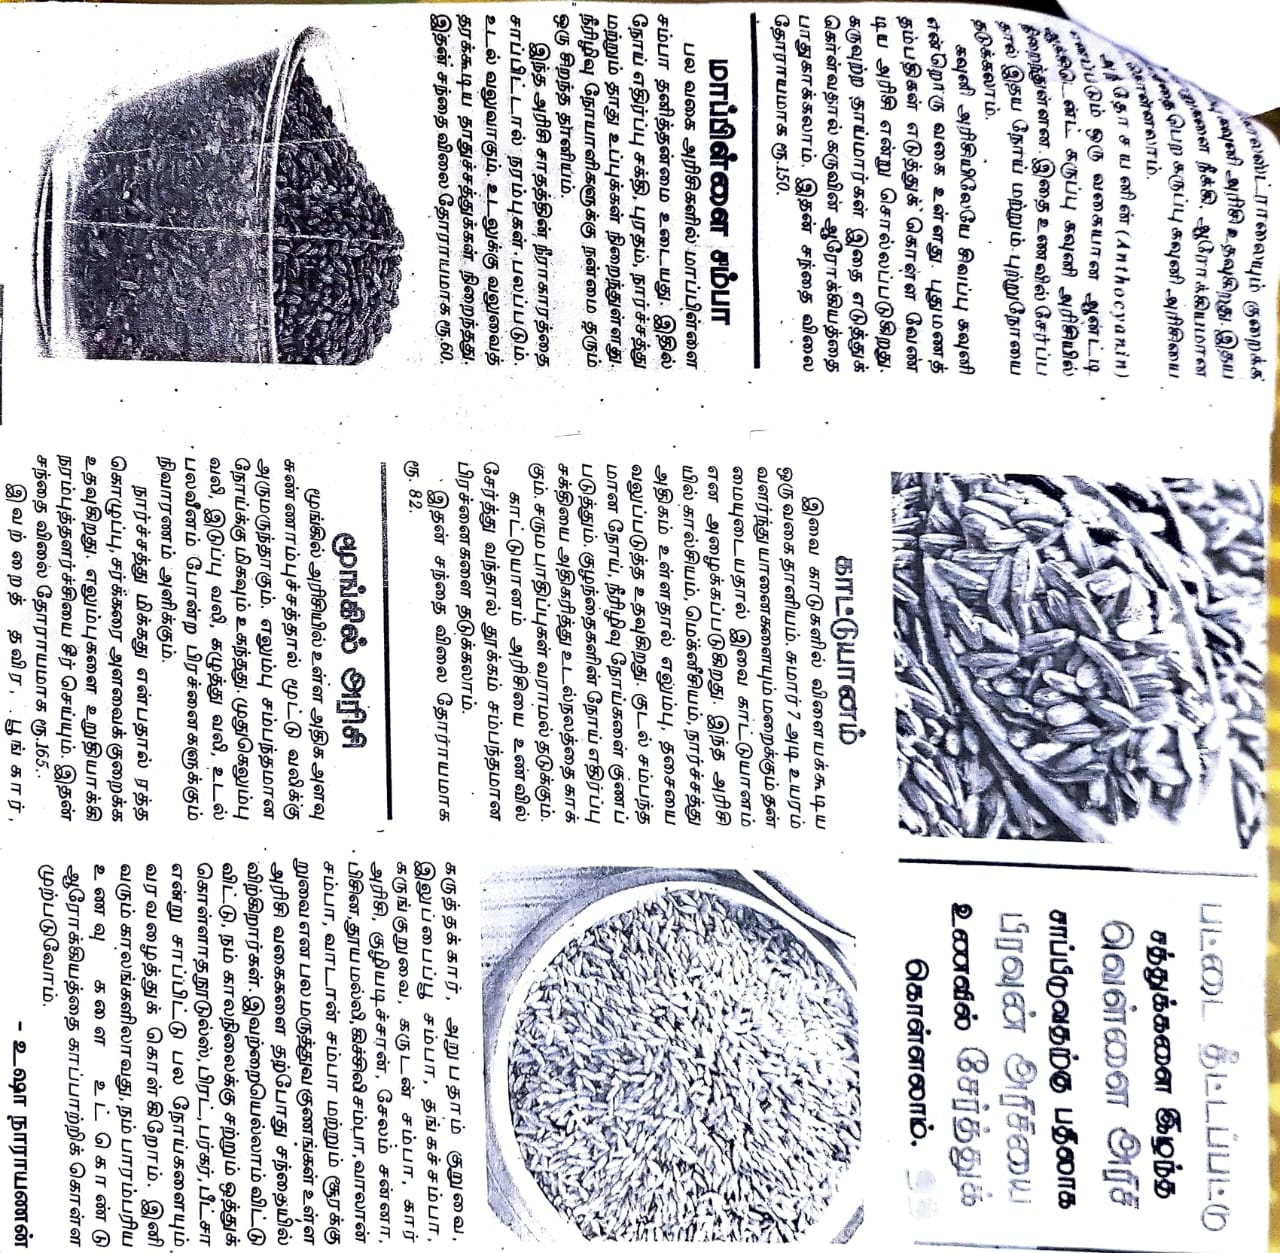 குறைக்க
கவுனி அரிசி உதவுகிறது. இதய
நீக்கி, ஆரோக்கியமான
பெற கருப்பு கவுனி அரிசியை
அந்தோசயனின் (Anthocyanin)
எனப்படும் ஒரு வகையான ஆன்ட்டி
ஆக்சிடென்ட் கருப்பு கவுனி அரிசியில்
நிறைந்துள்ளன. இதை உணவில் சேர்ப்ப
தால் இதய நோய் மற்றும் புற்றுநோயை
தடுக்கலாம்.
கவுனி அரிசியிலேயே சிவப்பு கவுனி
என்றொரு வகை உள்ளது. புதுமணத்
தம்பதிகள் எடுத்துக் கொள்ள வேண்
டிய அரிசி என்று சொல்லப்படுகிறது.
கருவுற்ற தாய்மார்கள் இதை எடுத்துக்
கொள்வதால் கருவின் ஆரோக்கியத்தை
பாதுகாக்கலாம். இதன் சந்தை விலை
தோராயமாக ரூ.150.
மாப்பிள்ளை சம்பா
பல வகை அரிசிகளில் மாப்பிள்ளை
சம்பா தனித்தன்மை உடையது. இதில்
நோய் எதிர்ப்பு சக்தி, புரதம், நார்ச்சத்து
மற்றும் தாது உப்புக்கள் நிறைந்துள்ளது.
நீரிழிவு நோயாளிகளுக்கு நன்மை தரும்
ஒரு சிறந்த தானியம்.
இந்த அரிசி சாதத்தின் நீராகாரத்தை
சாப்பிட்டால் நரம்புகள் பலப்படும்.
உடல் வலுவாகும். உடலுக்கு வலுவைத்
தரக்கூடிய தாதுச்சத்துக்கள் நிறைந்தது.
இதன் சந்தை விலை தோராயமாக ரூ.60.
காட்டுயானம்
இவை காடுகளில் விளையக்கூடிய
ஒரு வகை தானியம். சுமார் 7 அடி உயரம்
வளர்ந்து யானைகளையும் மறைக்கும் தன்
மையுடையதால் இவை காட்டுயானம்
என அழைக்கப்படுகிறது. இந்த அரிசி
யில் கால்சியம், மெக்னீசியம், நார்ச்சத்து
அதிகம் உள்ளதால் எலும்பு, தசையை
வலுப்படுத்த உதவுகிறது. குடல் சம்பந்த
மான நோய், நீரிழிவு நோய்களை குணப்
படுத்தும். குழந்தைகளின் நோய் எதிர்ப்பு
சக்தியை அதிகரித்து உடல்நலத்தை காக்
கும். சரும பாதிப்புகள் வராமல் தடுக்கும்.
காட்டுயானம் அரிசியை உணவில்
சேர்த்து வந்தால் தூக்கம் சம்பந்தமான
பிரச்னைகளை தடுக்கலாம்.
இதன் சந்தை விலை தோராயமாக
ரூ. 82.
மூங்கில் அரிசி
மூங்கில் அரிசியில் உள்ள அதிக அளவு
சுண்ணாம்புச்சத்தால் மூட்டு வலிக்கு
அருமருந்தாகும். எலும்பு சம்பந்தமான
நோய்க்கு மிகவும் உகந்தது. முதுகெலும்பு
வலி, இடுப்பு வலி, கழுத்து வலி, உடல்
பலவீனம் போன்ற பிரச்னைகளுக்கும்
நிவாரணம் அளிக்கும்.
நார்ச்சத்து மிக்கது என்பதால் ரத்த
கொழுப்பு, சர்க்கரை அளவைக் குறைக்க
உதவுகிறது. எலும்புகளை உறுதியாக்கி
நரம்புத்தளர்ச்சியை சீர் செய்யும். இதன்
சந்தை விலை தோராயமாக ரூ.165.
இவற்றைத் தவிர, பூங்கார்,
பட்டை தீட்டப்பட்டு
சத்துக்களை இழந்த
வெள்ளை அரிசி
சாப்பிடுவதற்கு பதிலாக
பிரவுன் அரிசியை
உணவில் சேர்த்துக்
கொள்ளலாம். ”
கருத்தக்கார், அறுபதாம் குறுவை,
இலுப்பைப்பூ சம்பா, தங்கச்சம்பா,
கருங்குறுவை, கருடன் சம்பா, கார்
அரிசி, குழியடிச்சான், சேலம் சன்னா,
பிசின, தூயமல்லி, கிச்சிலி சம்பா, வாலான்
சம்பா, வாடான் சம்பா மற்றும் சூரக்கு
றுவை என பல மருத்துவ குணங்கள் உள்ள
அரிசி வகைகளை தற்போது சந்தையில்
விற்கிறார்கள். இவற்றையெல்லாம் விட்டு
விட்டு, நம் காலநிலைக்கு சற்றும் ஒத்துக்
கொள்ளாத நூடுல்ஸ், பிரட், பர்கர், பீட்சா
என்று சாப்பிட்டு பல நோய்களையும்
வரவழைத்துக் கொள்கிறோம். இனி
வரும் காலங்களிலாவது, நம் பாரம்பரிய
உணவு களை உட் கொண்டு
ஆரோக்கியத்தை காப்பாற்றிக் கொள்ள
முற்படுவோம்.
- உஷா நாராயணன்